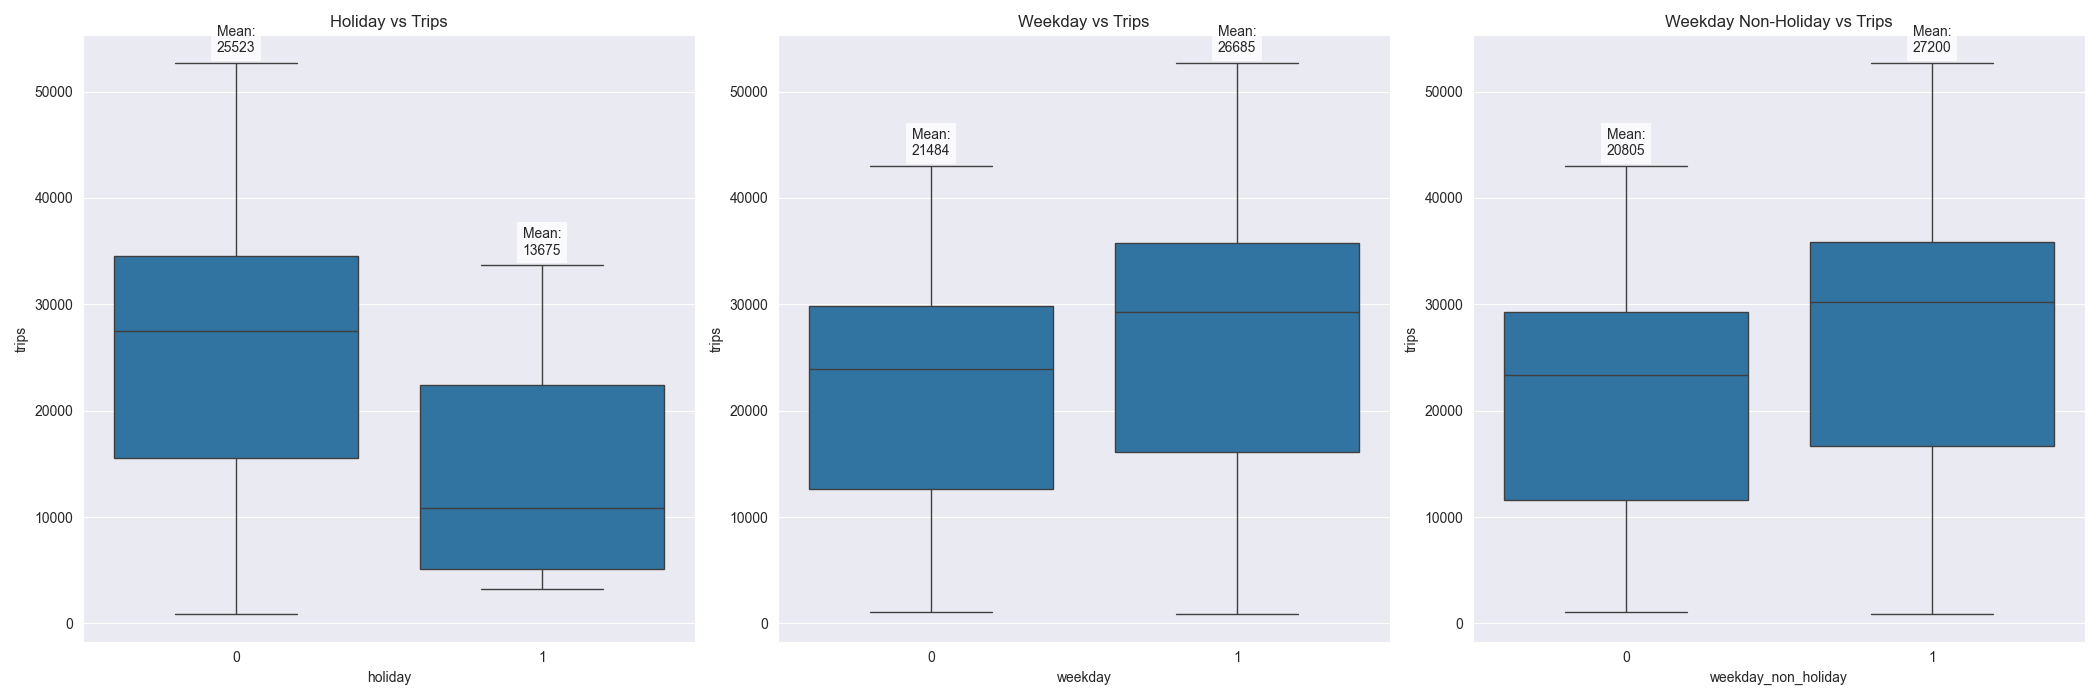 Holiday vs Trips
Mean:
25523
Mean:
13675
50000
40000
30000
20000
10000
0
trips
0
1
holiday
Weekday vs Trips
Mean:
26685
Mean:
21484
50000
40000
30000
20000
10000
0
trips
0
1
weekday
Weekday Non-Holiday vs Trips
Mean:
27200
Mean:
20805
50000
40000
30000
20000
10000
0
trips
0
1
weekday_non_holiday